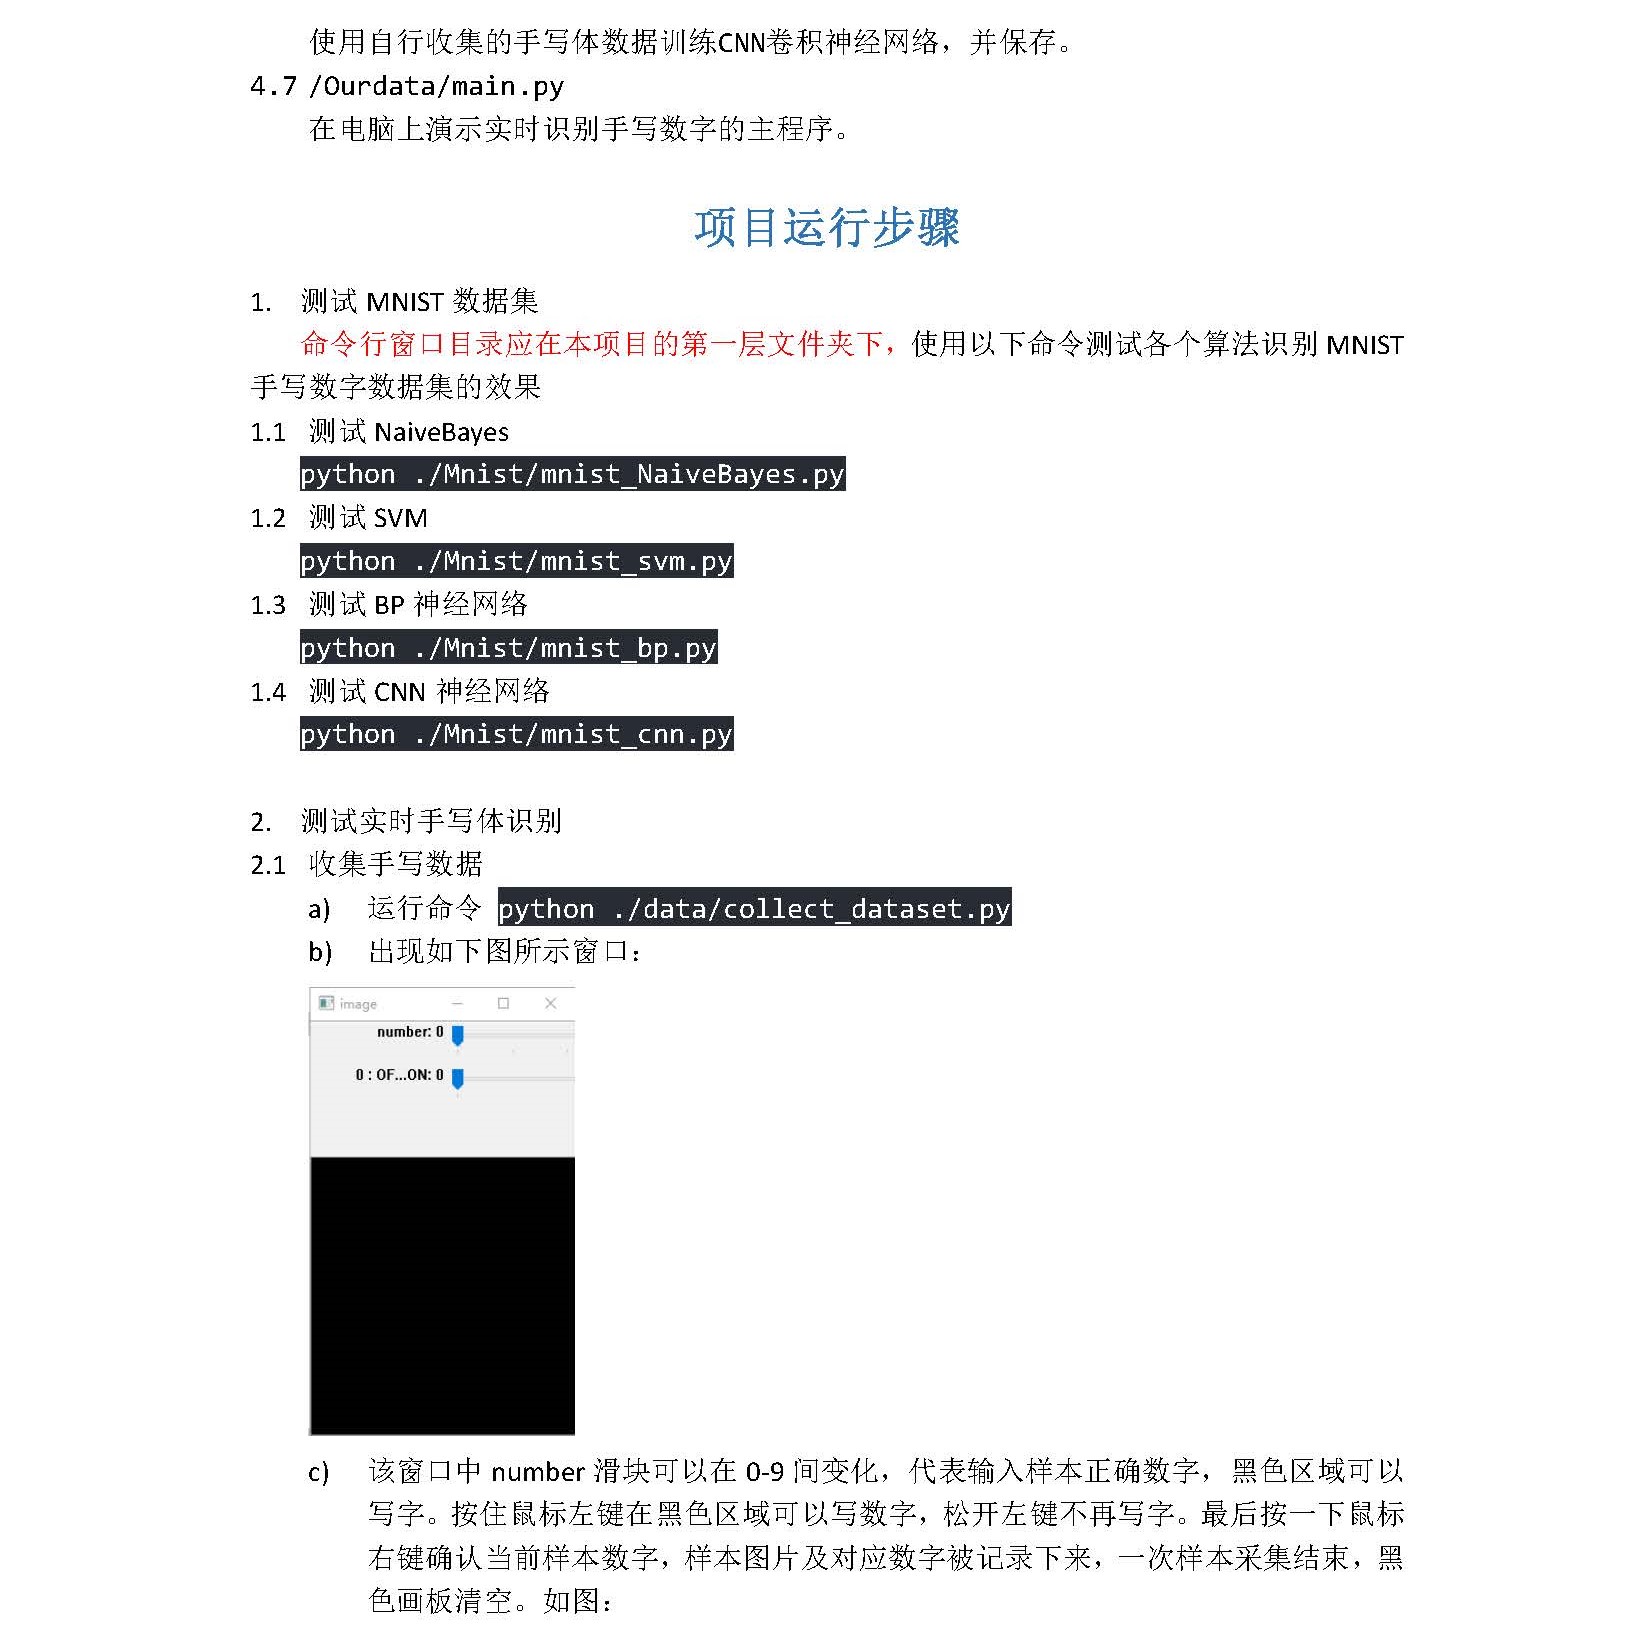 使用自行收集的手写体数据训练CNN卷积神经网络，并保存。
4.7 /Ourdata/main.py
在电脑上演示实时识别手写数字的主程序。
项目运行步骤
1. 测试 MNIST 数据集
命令行窗口目录应在本项目的第一层文件夹下，使用以下命令测试各个算法识别 MNIST
手写数字数据集的效果
1.1 测试 NaiveBayes
python ./Mnist/mnist_NaiveBayes.py
1.2 测试 SVM
python ./Mnist/mnist_svm.py
1.3 测试 BP 神经网络
python ./Mnist/mnist_bp.py
1.4 测试 CNN 神经网络
python ./Mnist/mnist_cnn.py
2. 测试实时手写体识别
2.1 收集手写数据
a) 运行命令 python ./data/collect_dataset.py
b) 出现如下图所示窗口：
image
number: 0
0 : OF...ON: 0
c) 该窗口中 number 滑块可以在 0-9 间变化，代表输入样本正确数字，黑色区域可以
写字。按住鼠标左键在黑色区域可以写数字，松开左键不再写字。最后按一下鼠标
右键确认当前样本数字，样本图片及对应数字被记录下来，一次样本采集结束，黑
色画板清空。如图：